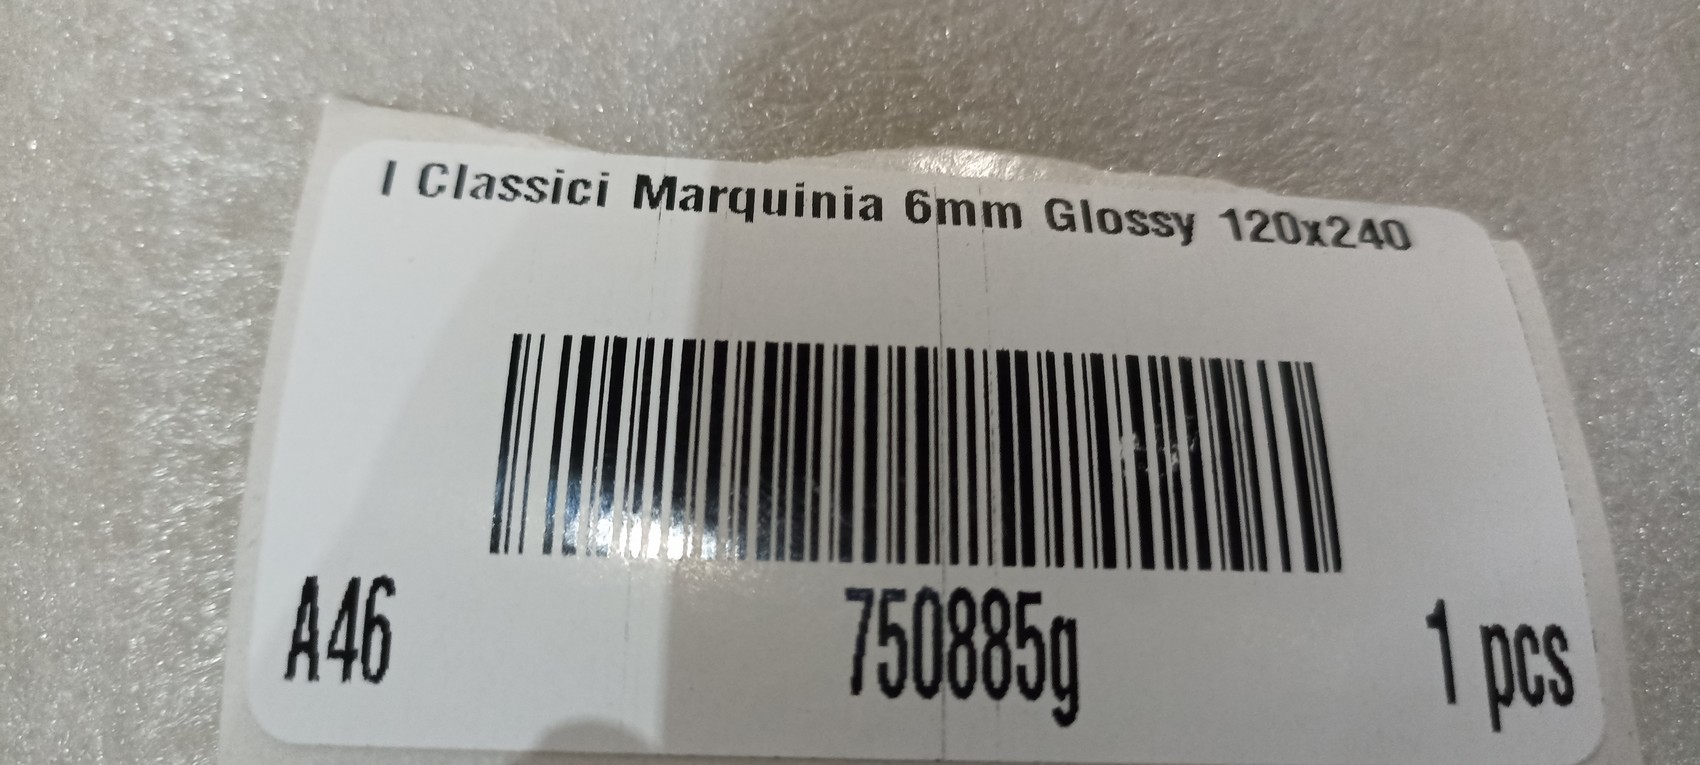 I Classici Marquinia 6mm Glossy 120x240
A46 750885g 1 pcs